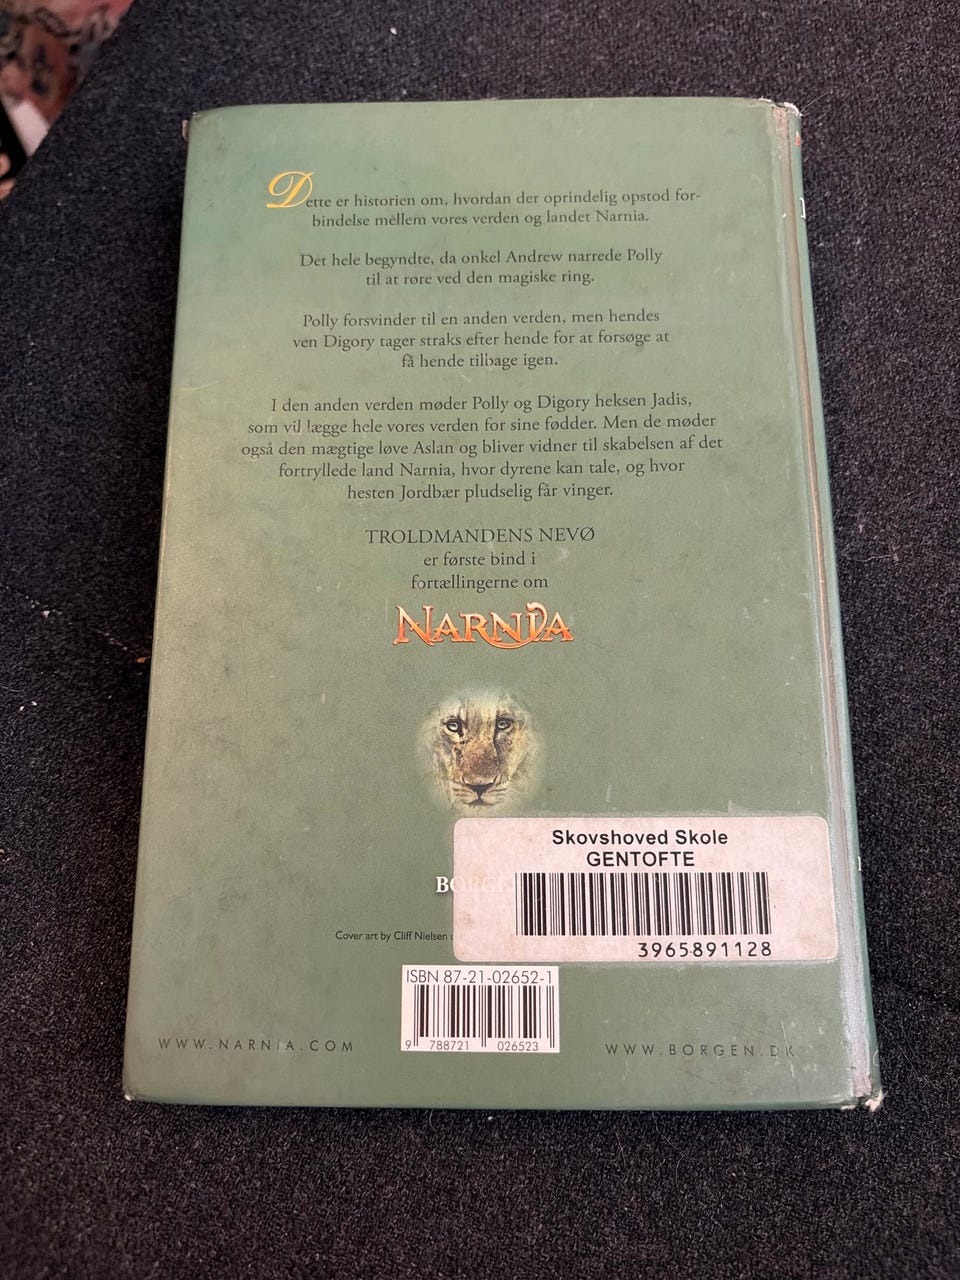 Dette er historien om, hvordan der oprindelig opstod for-
bindelse mellem vores verden og landet Narnia.
Det hele begyndte, da onkel Andrew narrede Polly
til at røre ved den magiske ring.
Polly forsvinder til en anden verden, men hendes
ven Digory tager straks efter hende for at forsøge at
få hende tilbage igen.
I den anden verden møder Polly og Digory heksen Jadis,
som vil lægge hele vores verden for sine fødder. Men de møder
også den mægtige løve Aslan og bliver vidner til skabelsen af det
fortryllede land Narnia, hvor dyrene kan tale, og hvor
hesten Jordbær pludselig får vinger.
TROLDMANDENS NEVØ
er første bind i
fortællingerne om
NARNIA
Skovshoved Skole
GENTOFTE
3965891128
Cover art by Cliff Nielsen
ISBN 87-21-02652-1
9 788721 026523
WWW.NARNIA.COM
WWW.BORGEN.DK